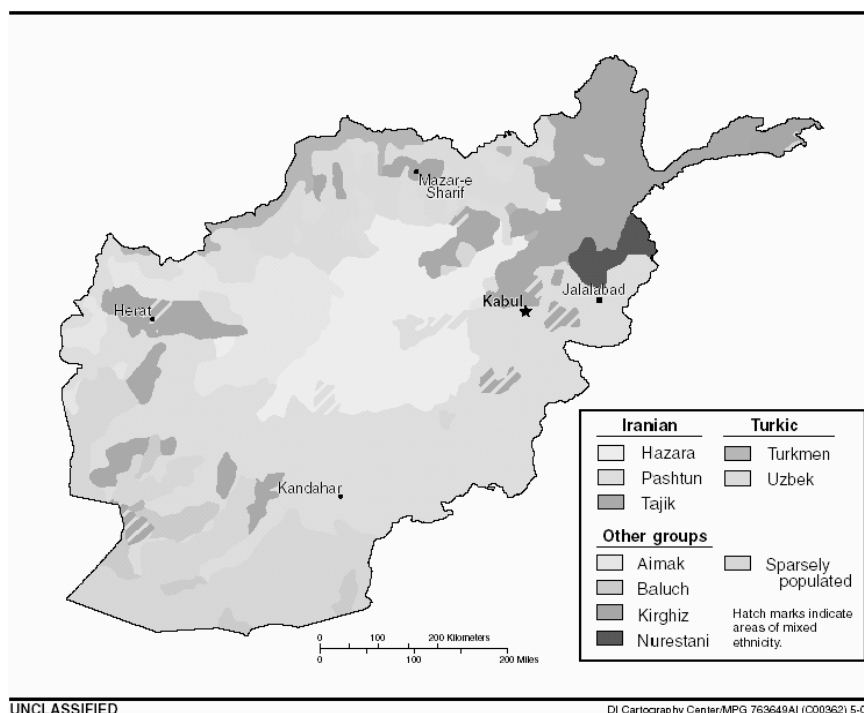 Mazar-e
Sharif
Herat
Kabul
Jalalabad
Kandahar
Iranian
Hazara
Pashtun
Tajik
Turkic
Turkmen
Uzbek
Other groups
Aimak
Baluch
Kirghiz
Nurestani
Sparsely
populated
Hatch marks indicate
areas of mixed
ethnicity.
0 100 200 Kilometers
0 100 200 Miles
UNCLASSIFIED
DI Cartography Center/MPG 763649AI (C00362) 5-0